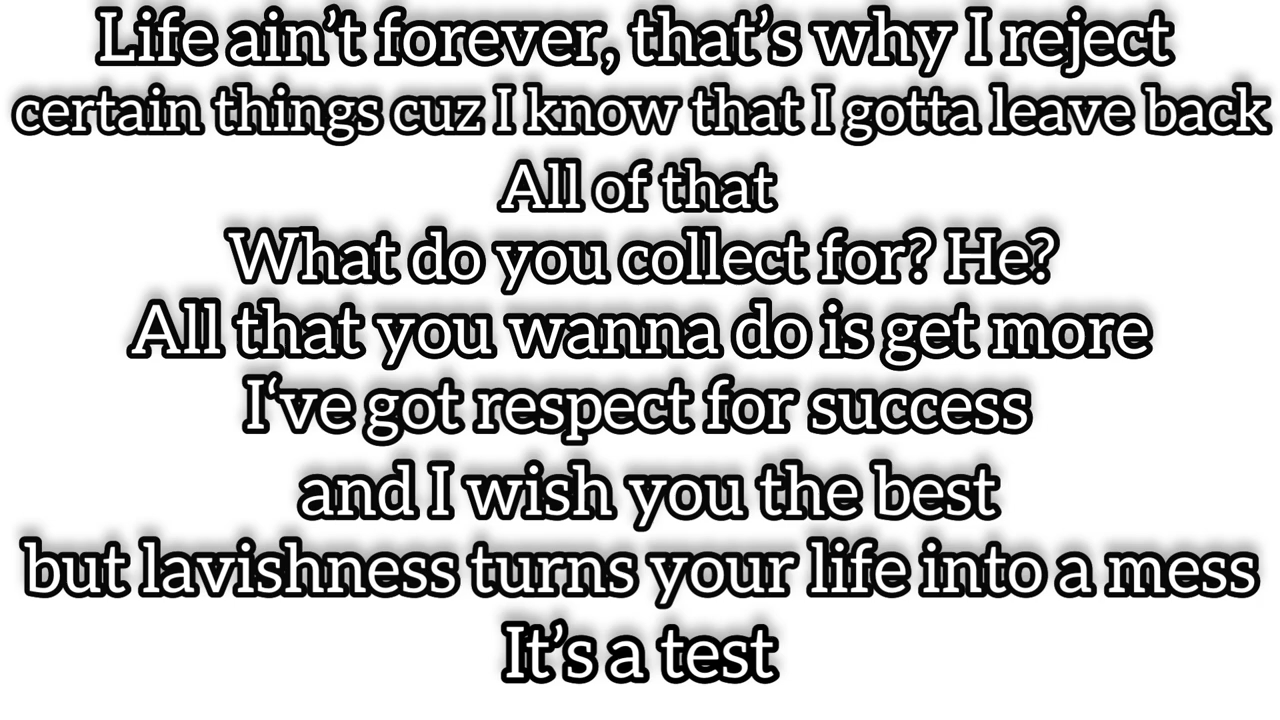 Life ain’t forever, that’s why I reject
certain things cuz I know that I gotta leave back
All of that
What do you collect for? He?
All that you wanna do is get more
I‘ve got respect for success
and I wish you the best
but lavishness turns your life into a mess
It’s a test